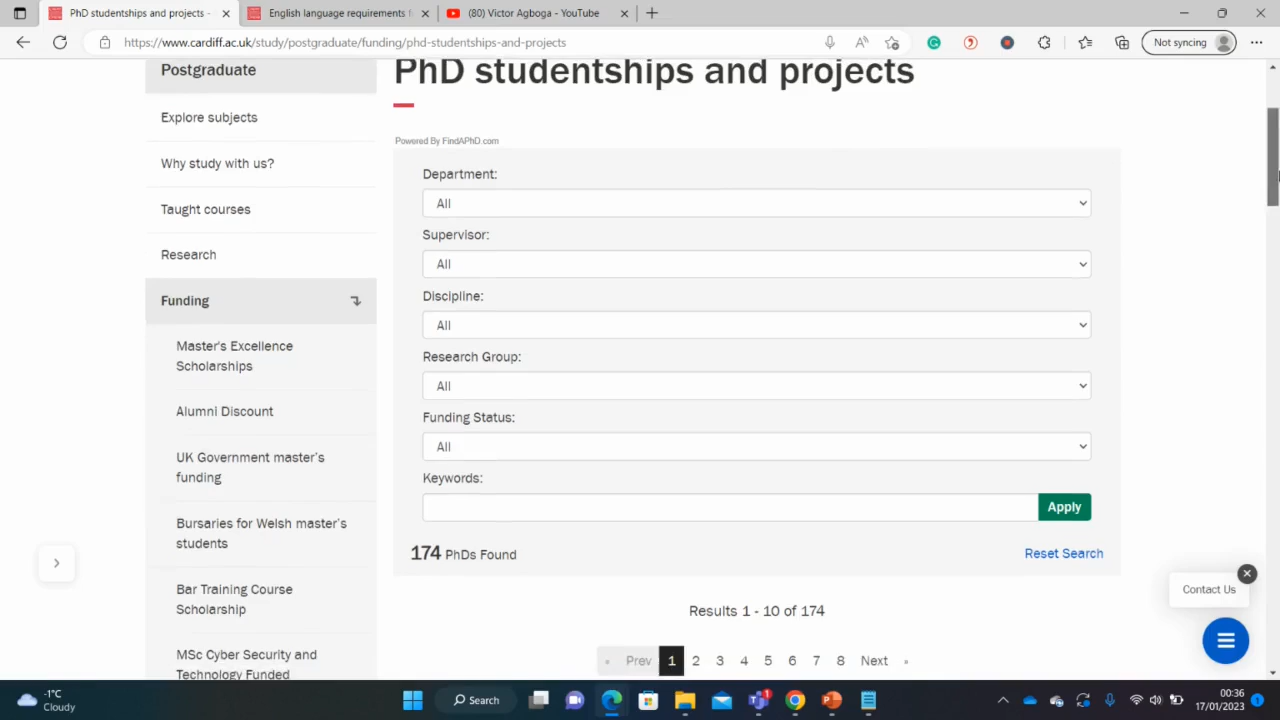 PhD studentships and projects -
English language requirements f
(80) Victor Agboga - YouTube
https://www.cardiff.ac.uk/study/postgraduate/funding/phd-studentships-and-projects
Not syncing
Postgraduate
Explore subjects
Why study with us?
Taught courses
Research
Funding
Master's Excellence
Scholarships
Alumni Discount
UK Government master's
funding
Bursaries for Welsh master's
students
Bar Training Course
Scholarship
MSc Cyber Security and
Technology Funded
PhD studentships and projects
Powered By FindAPhD.com
Department:
All
Supervisor:
All
Discipline:
All
Research Group:
All
Funding Status:
All
Keywords:
Apply
174 PhDs Found
Reset Search
Results 1 - 10 of 174
« Prev 1 2 3 4 5 6 7 8 Next »
Contact Us
-1°C
Cloudy
Search
1
00:36
17/01/2023
1